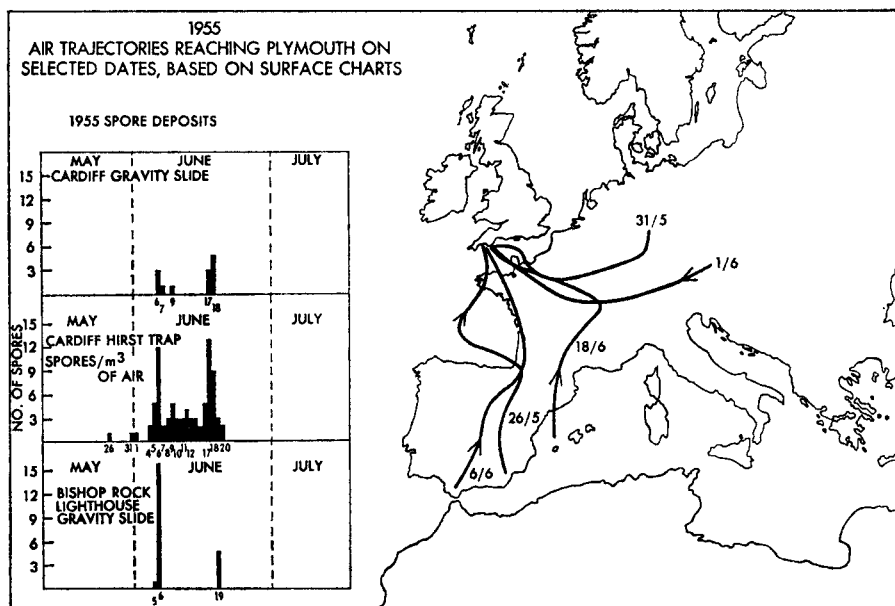 1955
AIR TRAJECTORIES REACHING PLYMOUTH ON
SELECTED DATES, BASED ON SURFACE CHARTS
1955 SPORE DEPOSITS
MAY JUNE JULY
CARDIFF GRAVITY SLIDE
15
12
9
6
3
6 7 9 17 18
MAY JUNE JULY
CARDIFF HIRST TRAP
SPORES/m3
OF AIR
NO. OF SPORES
15
12
9
6
3
26 31 1 4 5 6 7 8 9 10 11 12 17 18 20
MAY JUNE JULY
BISHOP ROCK
LIGHTHOUSE
GRAVITY SLIDE
15
12
9
6
3
5 6 19
31/5
1/6
18/6
26/5
6/6